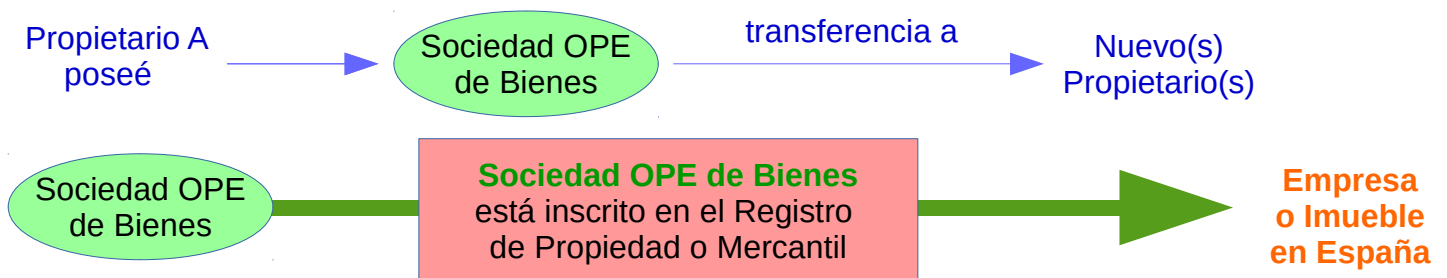 Propietario A
poseé
Sociedad OPE
de Bienes
transferencia a
Nuevo(s)
Propietario(s)
Sociedad OPE
de Bienes
Sociedad OPE de Bienes
está inscrito en el Registro
de Propiedad o Mercantil
Empresa
o Imueble
en España